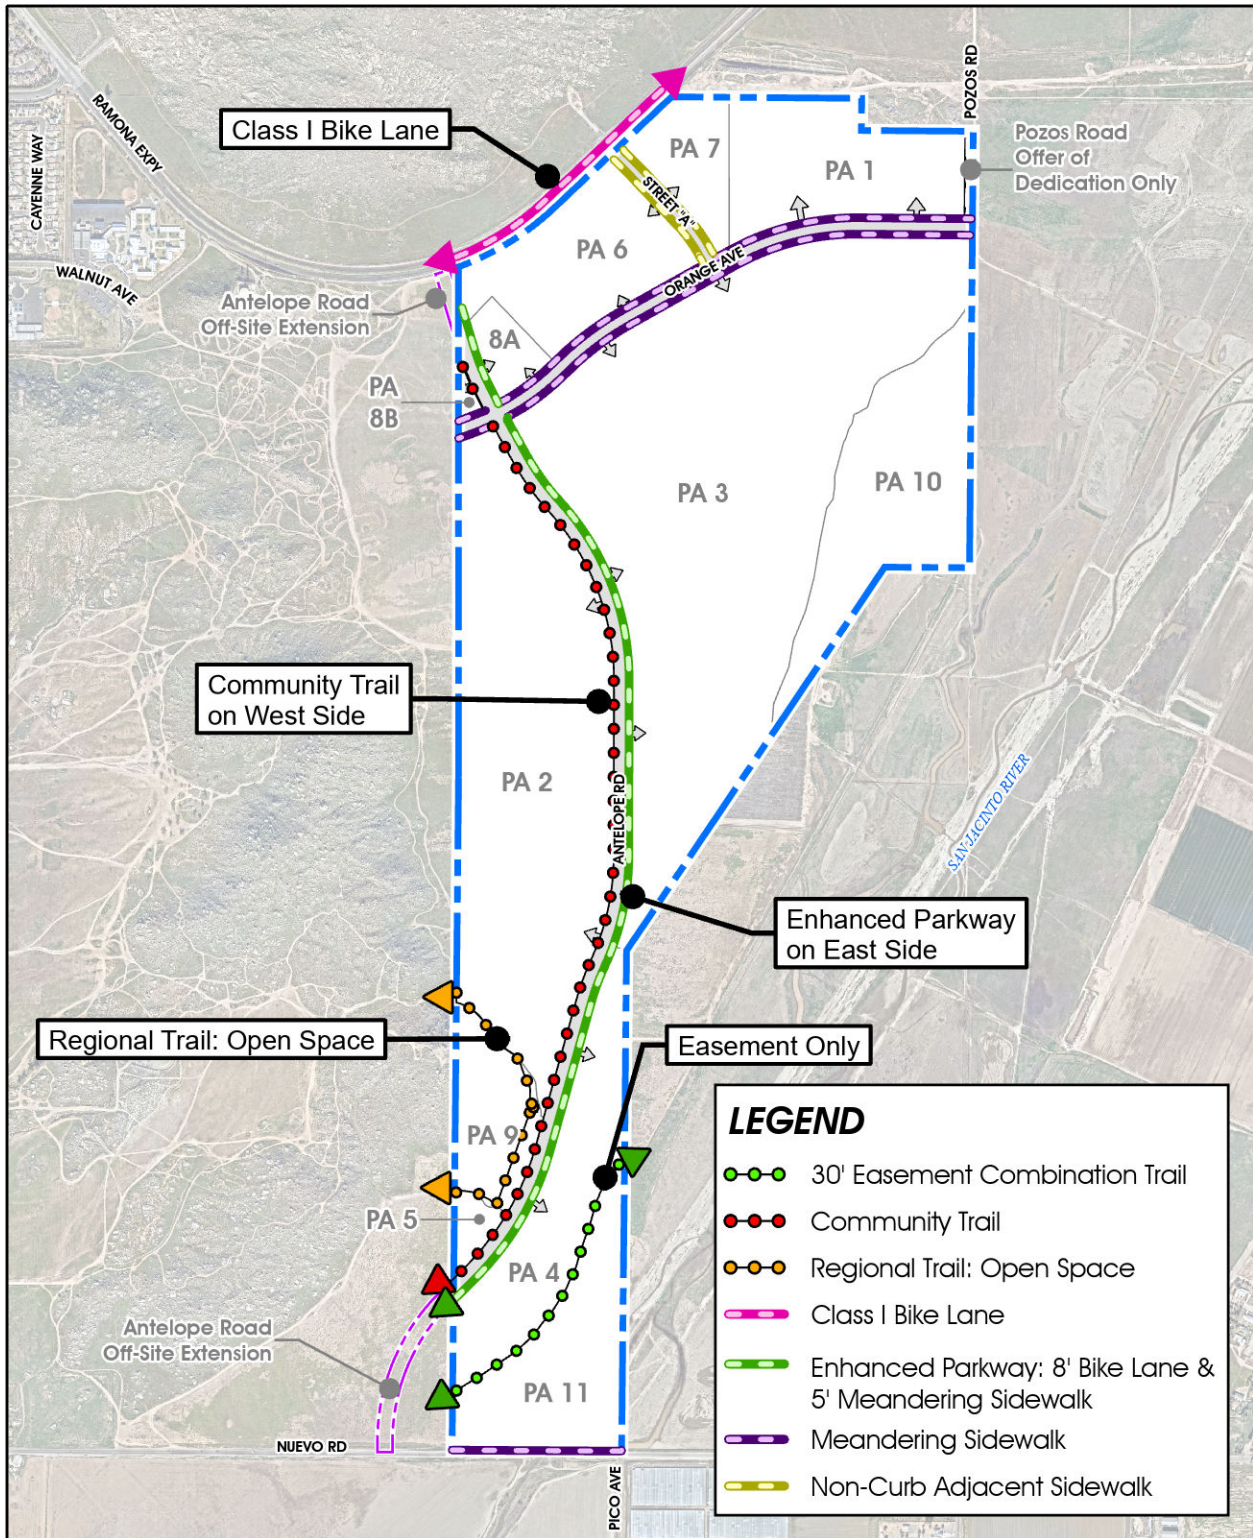 POZOS RD
RAMONA EXPY
Class I Bike Lane
CAYENNE WAY
PA 7
PA 1
Pozos Road
Offer of
Dedication Only
STREET "A"
PA 6
ORANGE AVE
WALNUT AVE
Antelope Road
Off-Site Extension
8A
PA
8B
PA 3
PA 10
Community Trail
on West Side
PA 2
ANTELOPE RD
SAN JACINTO RIVER
Enhanced Parkway
on East Side
Regional Trail: Open Space
Easement Only
PA 9
PA 5
PA 4
Antelope Road
Off-Site Extension
PA 11
NUEVO RD
PICO AVE
LEGEND
30' Easement Combination Trail
Community Trail
Regional Trail: Open Space
Class I Bike Lane
Enhanced Parkway: 8' Bike Lane &
5' Meandering Sidewalk
Meandering Sidewalk
Non-Curb Adjacent Sidewalk